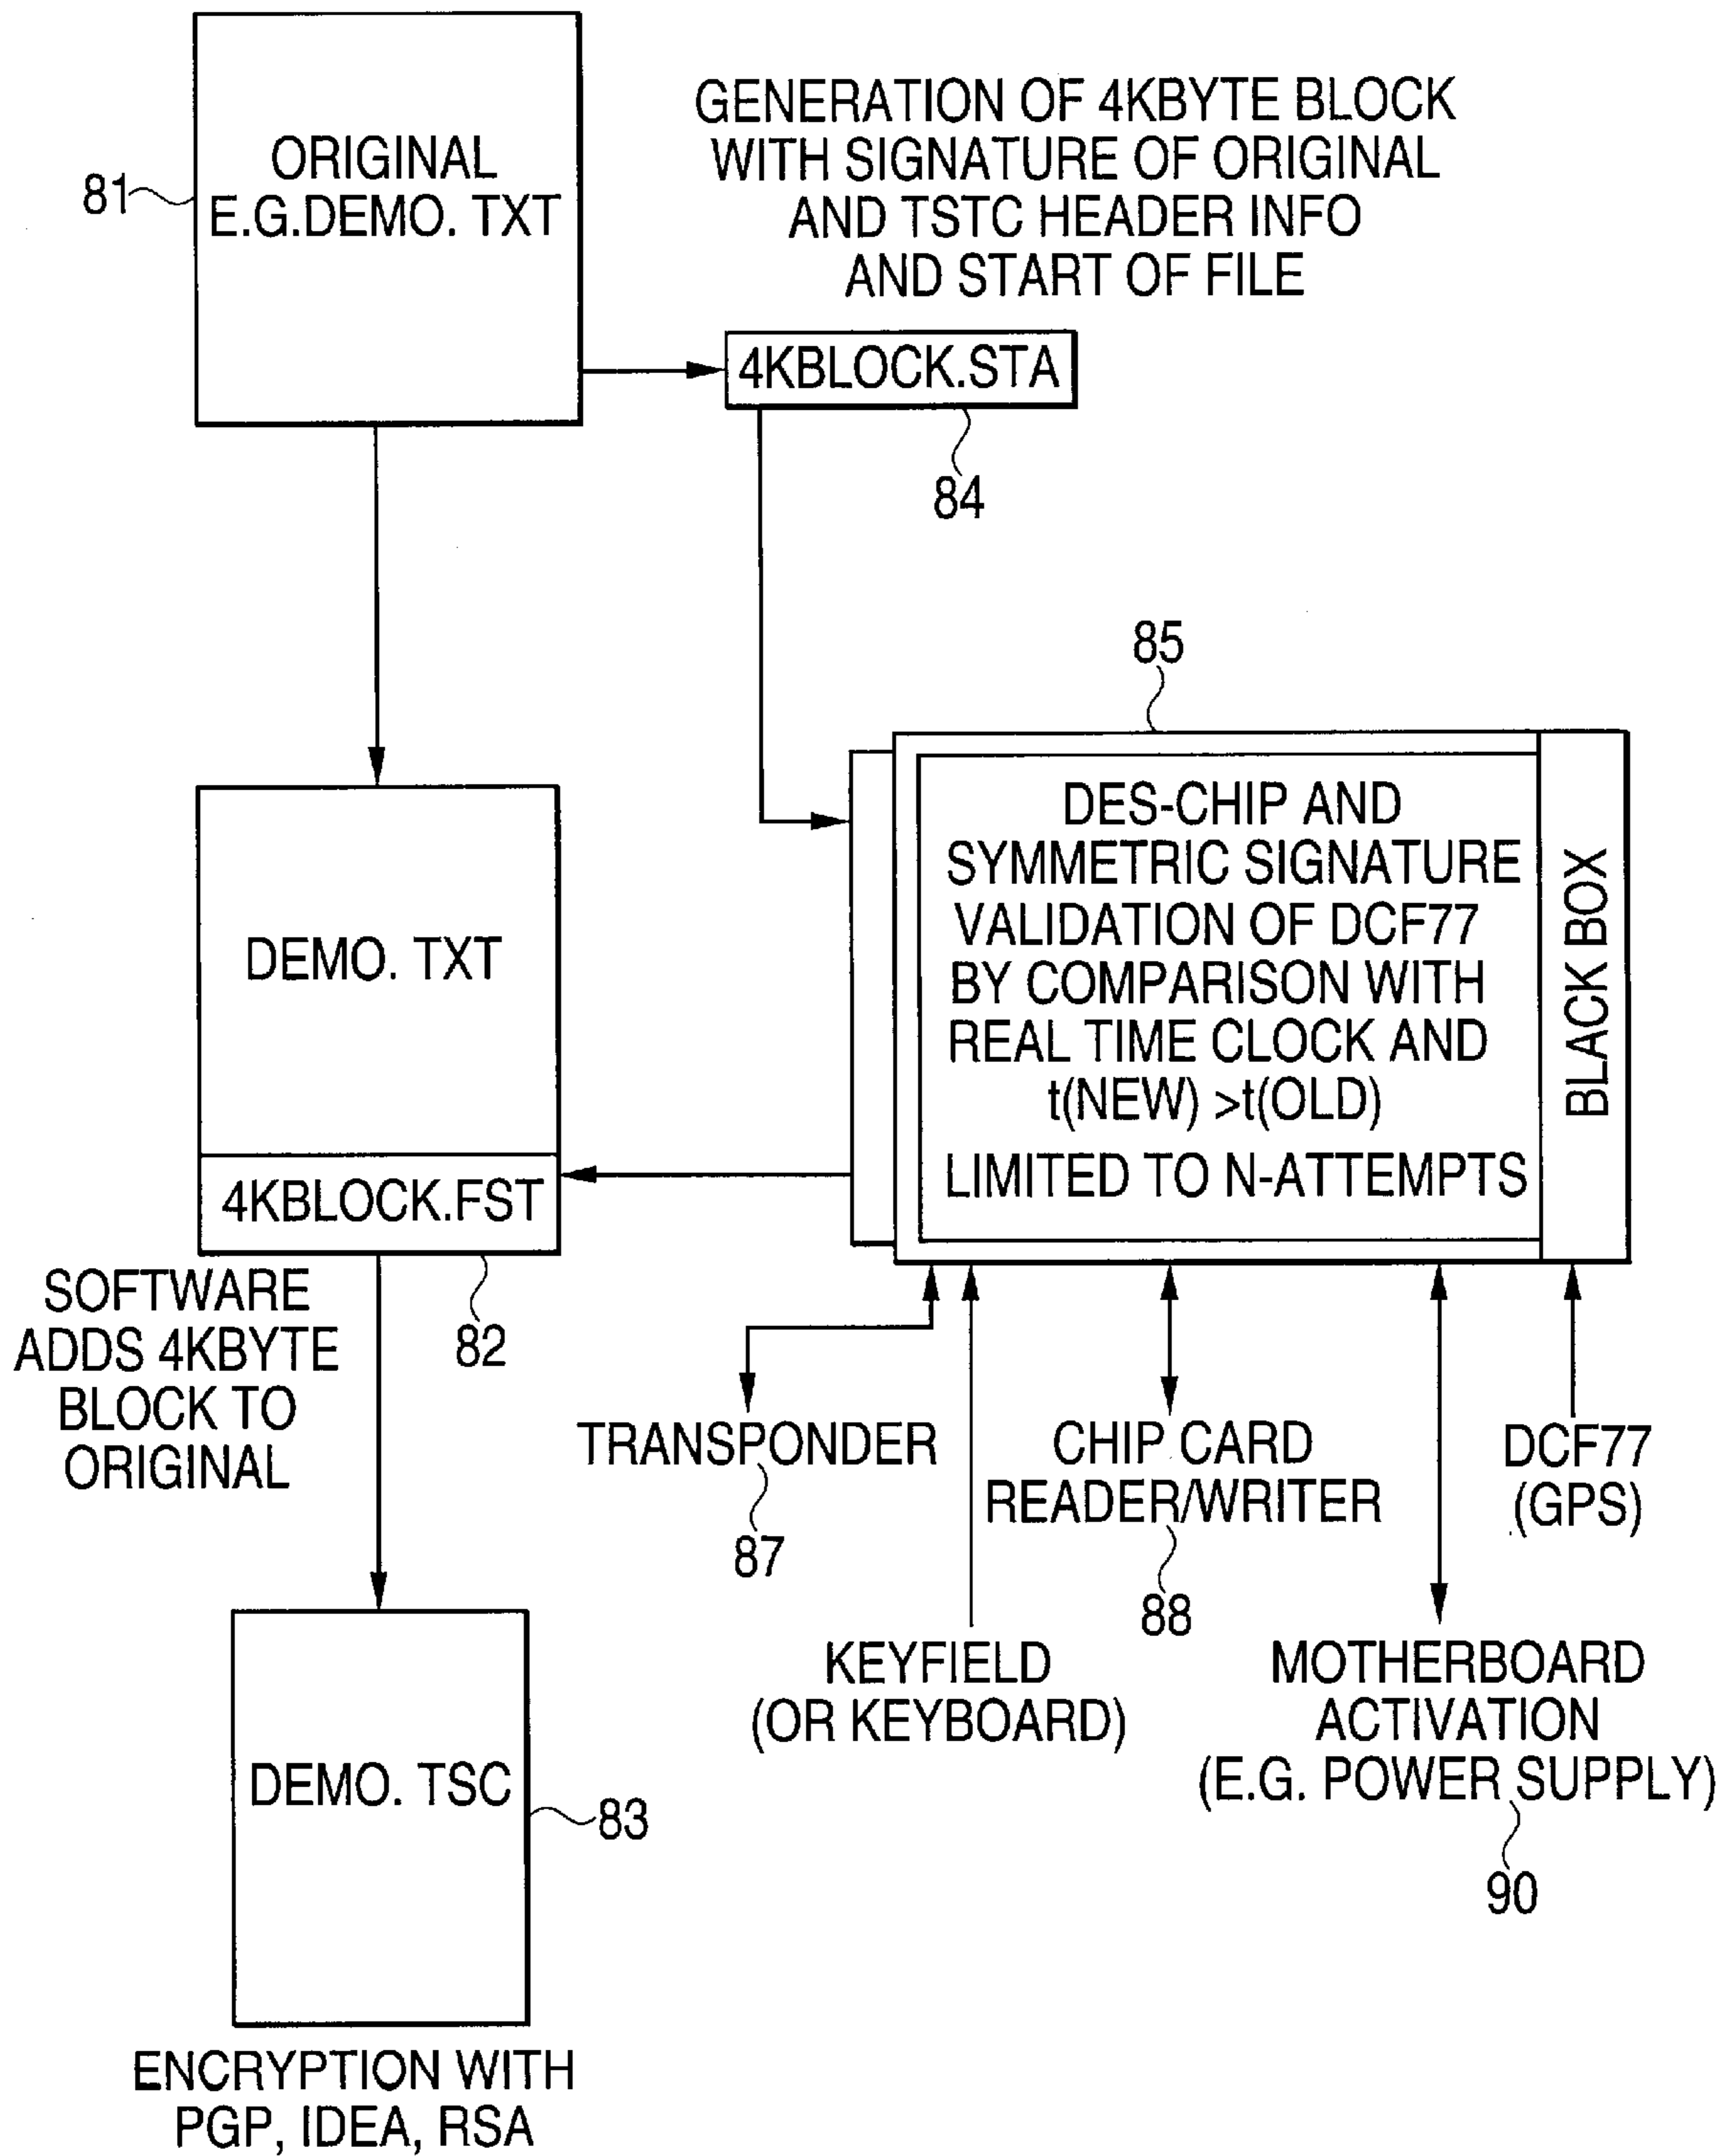 ORIGINAL
E.G.DEMO. TXT
81
GENERATION OF 4KBYTE BLOCK
WITH SIGNATURE OF ORIGINAL
AND TSTC HEADER INFO
AND START OF FILE
4KBLOCK.STA
84
85
DES-CHIP AND
SYMMETRIC SIGNATURE
VALIDATION OF DCF77
BY COMPARISON WITH
REAL TIME CLOCK AND
t(NEW) >t(OLD)
LIMITED TO N-ATTEMPTS
BLACK BOX
DEMO. TXT
4KBLOCK.FST
82
SOFTWARE
ADDS 4KBYTE
BLOCK TO
ORIGINAL
TRANSPONDER
87
KEYFIELD
(OR KEYBOARD)
CHIP CARD
READER/WRITER
88
MOTHERBOARD
ACTIVATION
(E.G. POWER SUPPLY)
90
DCF77
(GPS)
DEMO. TSC
83
ENCRYPTION WITH
PGP, IDEA, RSA